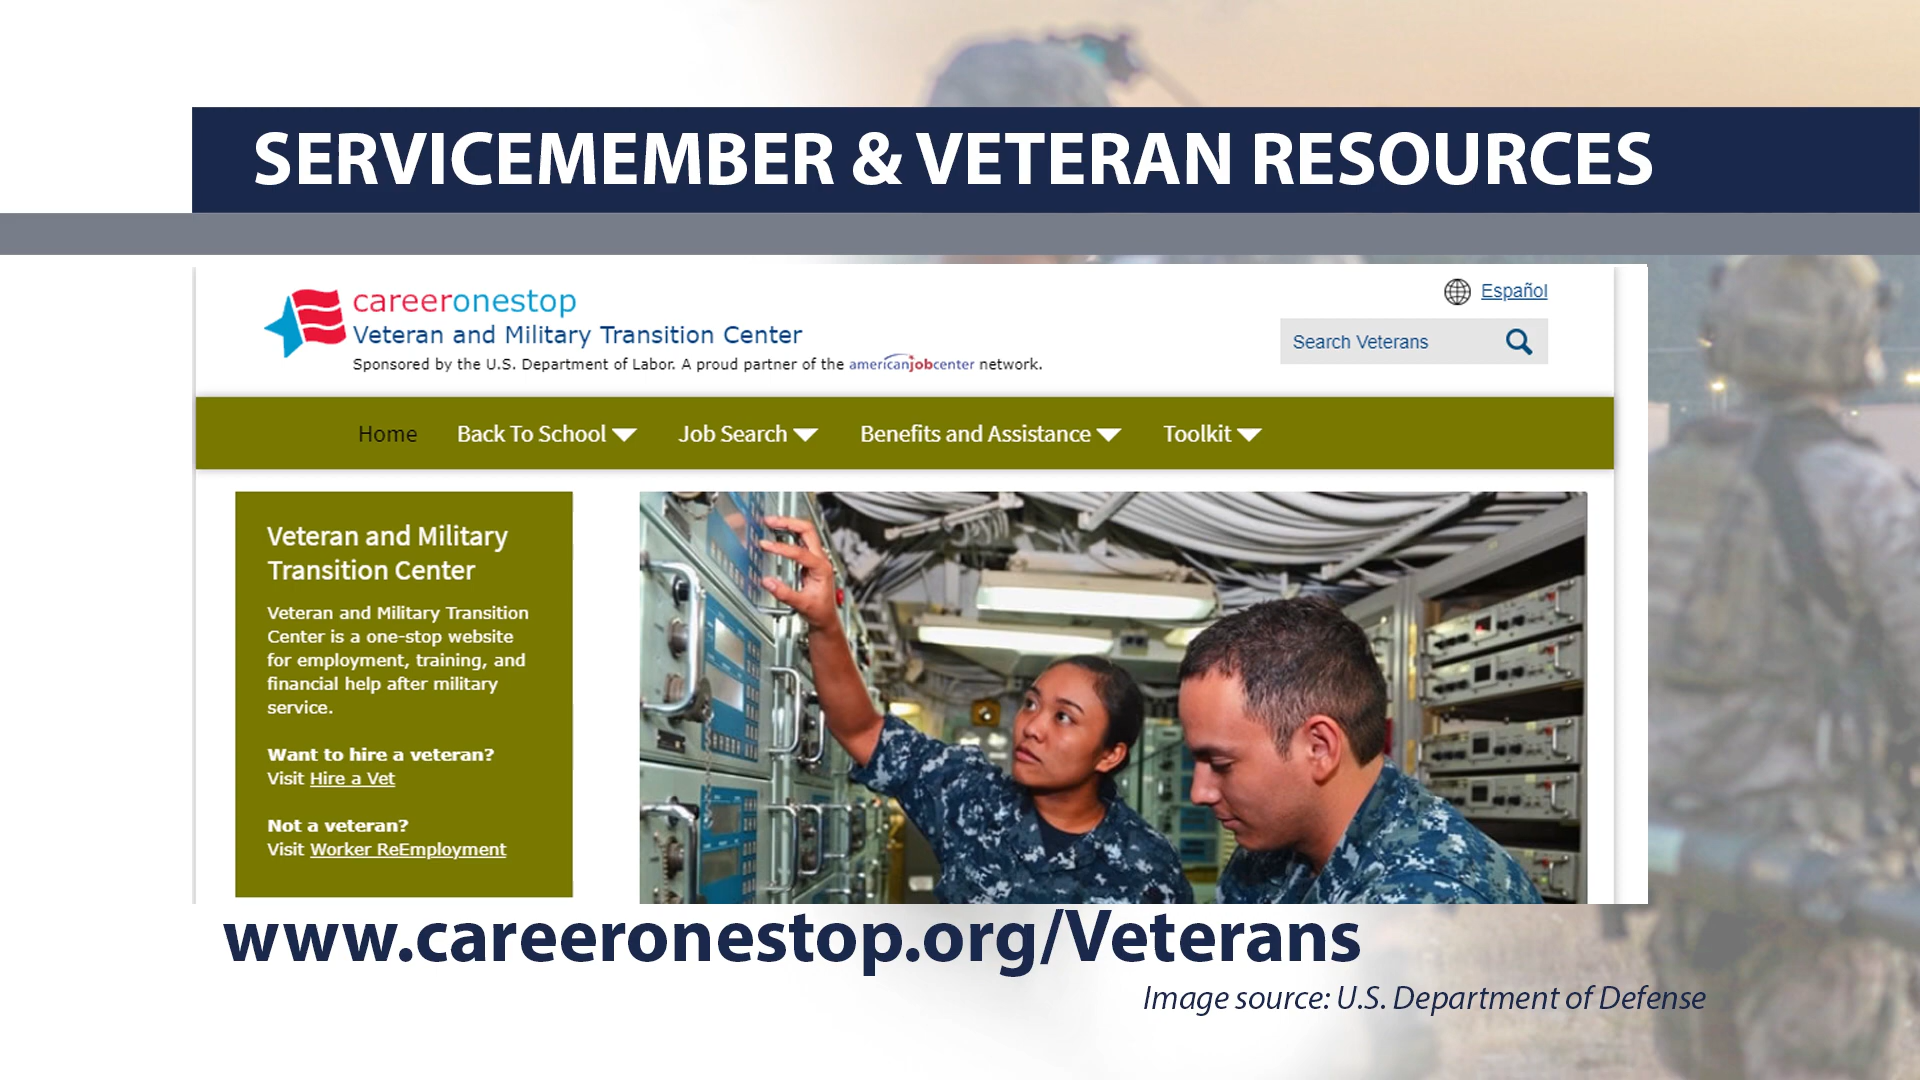 SERVICEMEMBER & VETERAN RESOURCES
careeronestop
Veteran and Military Transition Center
Sponsored by the U.S. Department of Labor. A proud partner of the americanjobcenter network.
Español
Search Veterans
Home Back To School Job Search Benefits and Assistance Toolkit
Veteran and Military
Transition Center
Veteran and Military Transition
Center is a one-stop website
for employment, training, and
financial help after military
service.
Want to hire a veteran?
Visit Hire a Vet
Not a veteran?
Visit Worker ReEmployment
www.careeronestop.org/Veterans
Image source: U.S. Department of Defense